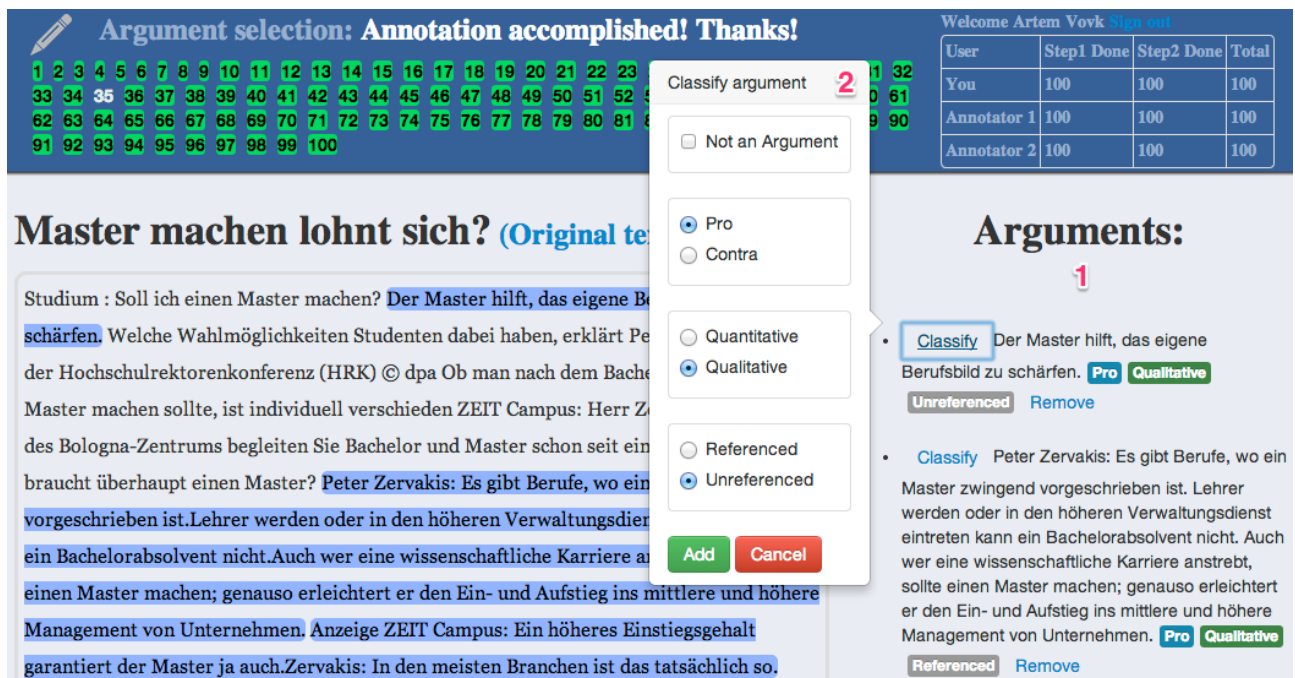 Argument selection: Annotation accomplished! Thanks!
Welcome Artem Vovk Sign out
User Step1 Done Step2 Done Total
You 100 100 100
Annotator 1 100 100 100
Annotator 2 100 100 100
1 2 3 4 5 6 7 8 9 10 11 12 13 14 15 16 17 18 19 20 21 22 23 32
33 34 35 36 37 38 39 40 41 42 43 44 45 46 47 48 49 50 51 52 61
62 63 64 65 66 67 68 69 70 71 72 73 74 75 76 77 78 79 80 81 90
91 92 93 94 95 96 97 98 99 100
Master machen lohnt sich? (Original te
Studium : Soll ich einen Master machen? Der Master hilft, das eigene Be
schärfen. Welche Wahlmöglichkeiten Studenten dabei haben, erklärt Pe
der Hochschulrektorenkonferenz (HRK) © dpa Ob man nach dem Bache
Master machen sollte, ist individuell verschieden ZEIT Campus: Herr Z
des Bologna-Zentrums begleiten Sie Bachelor und Master schon seit ein
braucht überhaupt einen Master? Peter Zervakis: Es gibt Berufe, wo ein
vorgeschrieben ist.Lehrer werden oder in den höheren Verwaltungsdien
ein Bachelorabsolvent nicht.Auch wer eine wissenschaftliche Karriere an
einen Master machen; genauso erleichtert er den Ein- und Aufstieg ins mittlere und höhere
Management von Unternehmen. Anzeige ZEIT Campus: Ein höheres Einstiegsgehalt
garantiert der Master ja auch.Zervakis: In den meisten Branchen ist das tatsächlich so.
Classify argument 2
Not an Argument
Pro
Contra
Quantitative
Qualitative
Referenced
Unreferenced
Add Cancel
Arguments:
1
Classify Der Master hilft, das eigene
Berufsbild zu schärfen. Pro Qualitative
Unreferenced Remove
Classify Peter Zervakis: Es gibt Berufe, wo ein
Master zwingend vorgeschrieben ist. Lehrer
werden oder in den höheren Verwaltungsdienst
eintreten kann ein Bachelorabsolvent nicht. Auch
wer eine wissenschaftliche Karriere anstrebt,
sollte einen Master machen; genauso erleichtert
er den Ein- und Aufstieg ins mittlere und höhere
Management von Unternehmen. Pro Qualitative
Referenced Remove